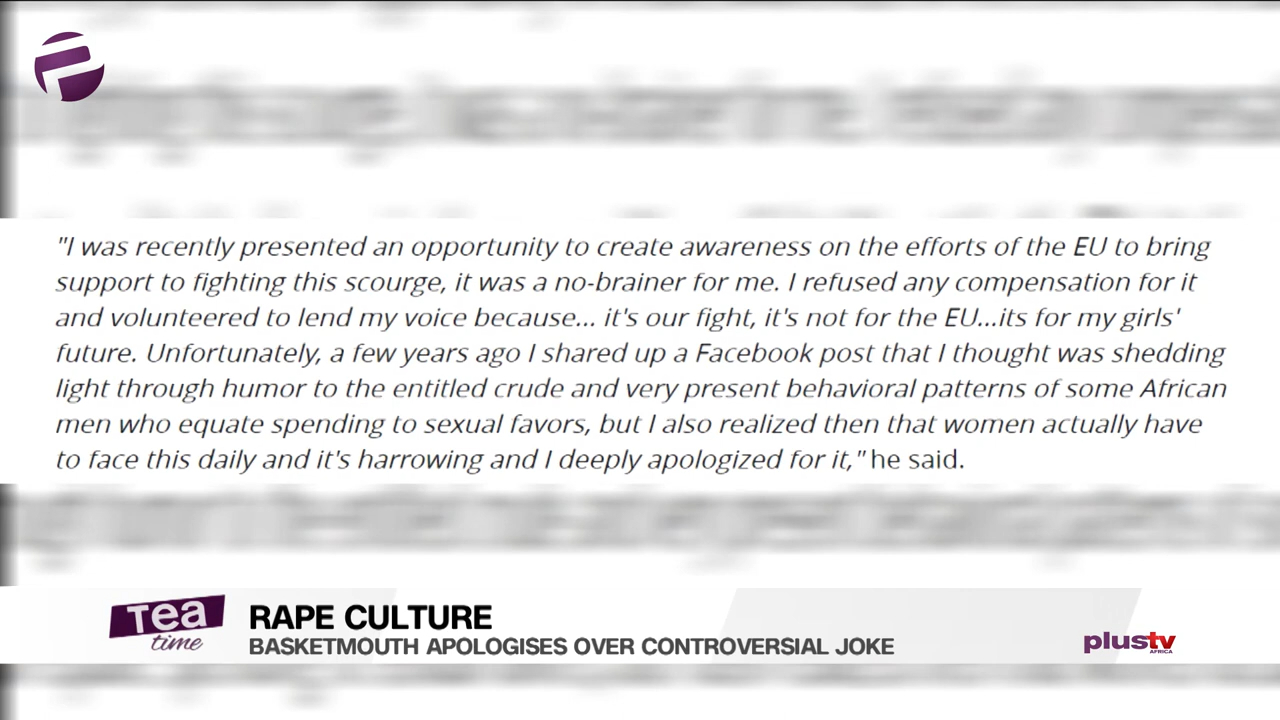 "I was recently presented an opportunity to create awareness on the efforts of the EU to bring
support to fighting this scourge, it was a no-brainer for me. I refused any compensation for it
and volunteered to lend my voice because... it's our fight, it's not for the EU...its for my girls'
future. Unfortunately, a few years ago I shared up a Facebook post that I thought was shedding
light through humor to the entitled crude and very present behavioral patterns of some African
men who equate spending to sexual favors, but I also realized then that women actually have
to face this daily and it's harrowing and I deeply apologized for it," he said.
Tea
time
RAPE CULTURE
BASKETMOUTH APOLOGISES OVER CONTROVERSIAL JOKE
plustv
AFRICA